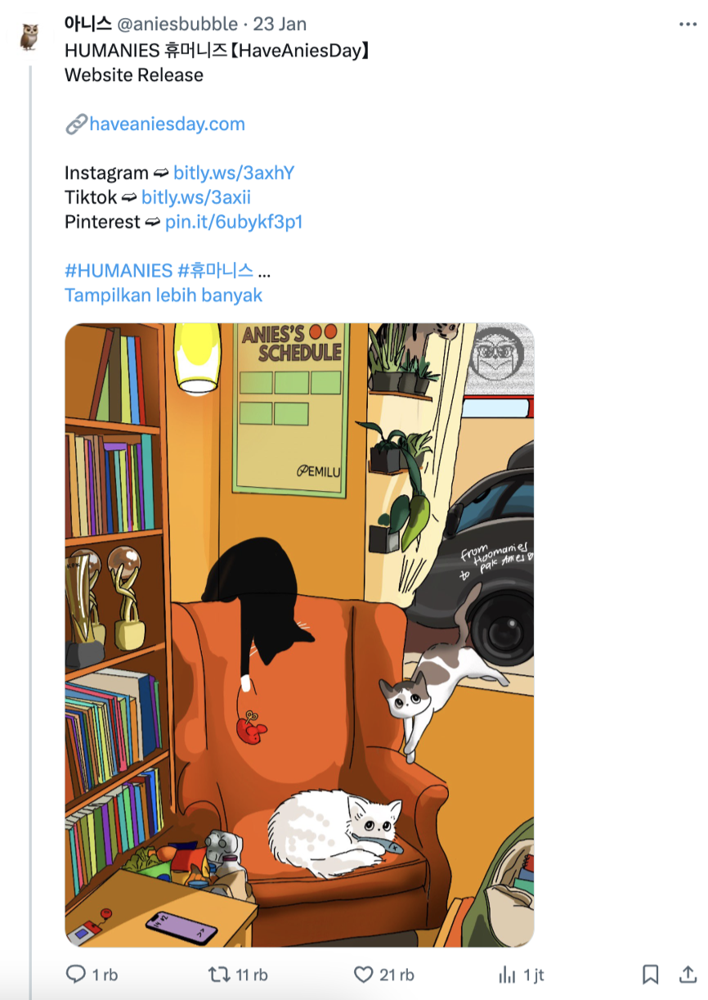 아니스 @aniesbubble · 23 Jan
HUMANIES 휴머니즈【HaveAniesDay】
Website Release
🔗haveaniesday.com
Instagram ➫ bitly.ws/3axhY
Tiktok ➫ bitly.ws/3axii
Pinterest ➫ pin.it/6ubykf3p1
#HUMANIES #휴마니스 ...
Tampilkan lebih banyak
ANIES'S
SCHEDULE
PEMILU
from
Hoomanies
to pak Anies
1 rb 11 rb 21 rb 1 jt